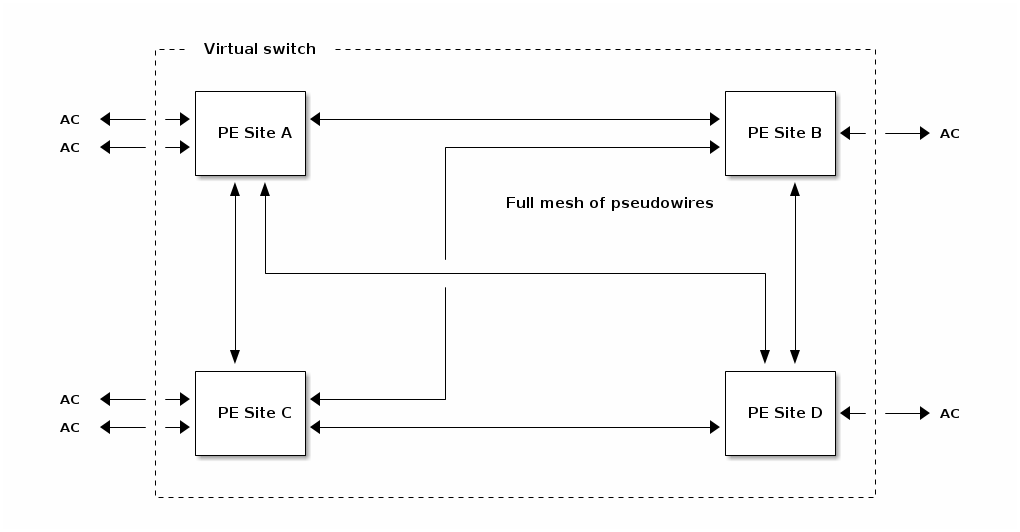 Virtual switch
AC
PE Site A
PE Site B
AC
AC
Full mesh of pseudowires
AC
PE Site C
PE Site D
AC
AC